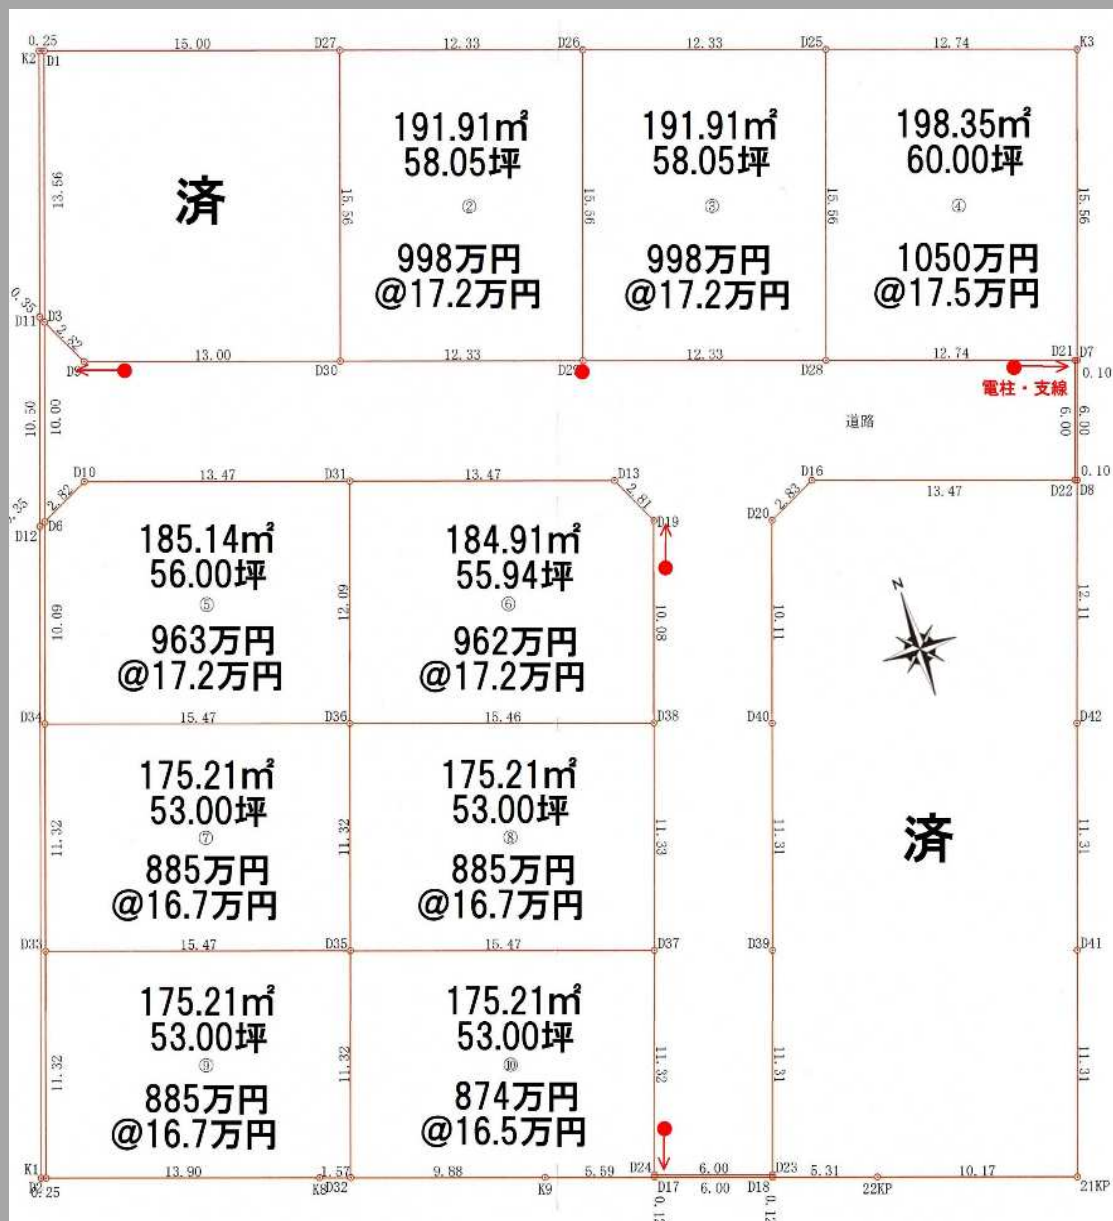 0.25
15.00
D27
12.33
D26
12.33
D25
12.74
K3
K2
D1
191.91㎡
58.05坪
②
998万円
@17.2万円
191.91㎡
58.05坪
③
998万円
@17.2万円
198.35㎡
60.00坪
④
1050万円
@17.5万円
済
13.56
15.56
15.56
15.56
15.56
0.35
D11
D3
2.82
D9
13.00
D30
12.33
D29
12.33
D28
12.74
D21
D7
0.10
電柱・支線
道路
10.50
10.00
6.00
6.00
0.10
D10
13.47
D31
13.47
D13
D16
13.47
D22
D8
2.82
2.81
2.83
D12
D6
D19
D20
185.14㎡
56.00坪
⑤
963万円
@17.2万円
184.91㎡
55.94坪
⑥
962万円
@17.2万円
10.09
12.09
10.08
10.11
N
12.11
D34
15.47
D36
15.46
D38
D40
D42
175.21㎡
53.00坪
⑦
885万円
@16.7万円
175.21㎡
53.00坪
⑧
885万円
@16.7万円
済
11.32
11.32
11.33
11.31
11.31
D33
15.47
D35
15.47
D37
D39
D41
175.21㎡
53.00坪
⑨
885万円
@16.7万円
175.21㎡
53.00坪
⑩
874万円
@16.5万円
11.32
11.32
11.32
11.31
11.31
K1
D2
0.25
13.90
K8
1.57
D32
9.88
K9
5.59
D24
6.00
D23
5.31
22KP
10.17
21KP
D17
6.00
D18
0.12
0.12